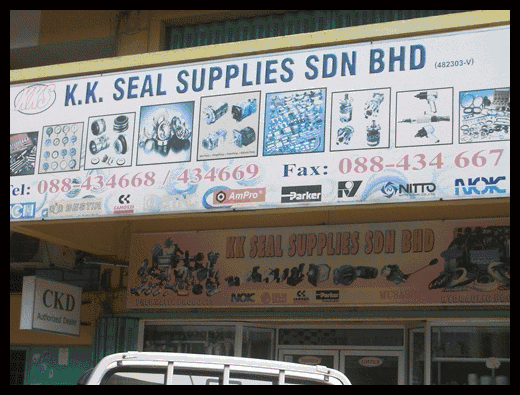 K.K. SEAL SUPPLIES SDN BHD (482303-V)
Tel: 088-434668 / 434669 Fax: 088-434 667
AmPro Parker NITTO NOK
KK SEAL SUPPLIES SDN BHD
NOK Parker
CKD
Authorized Dealer